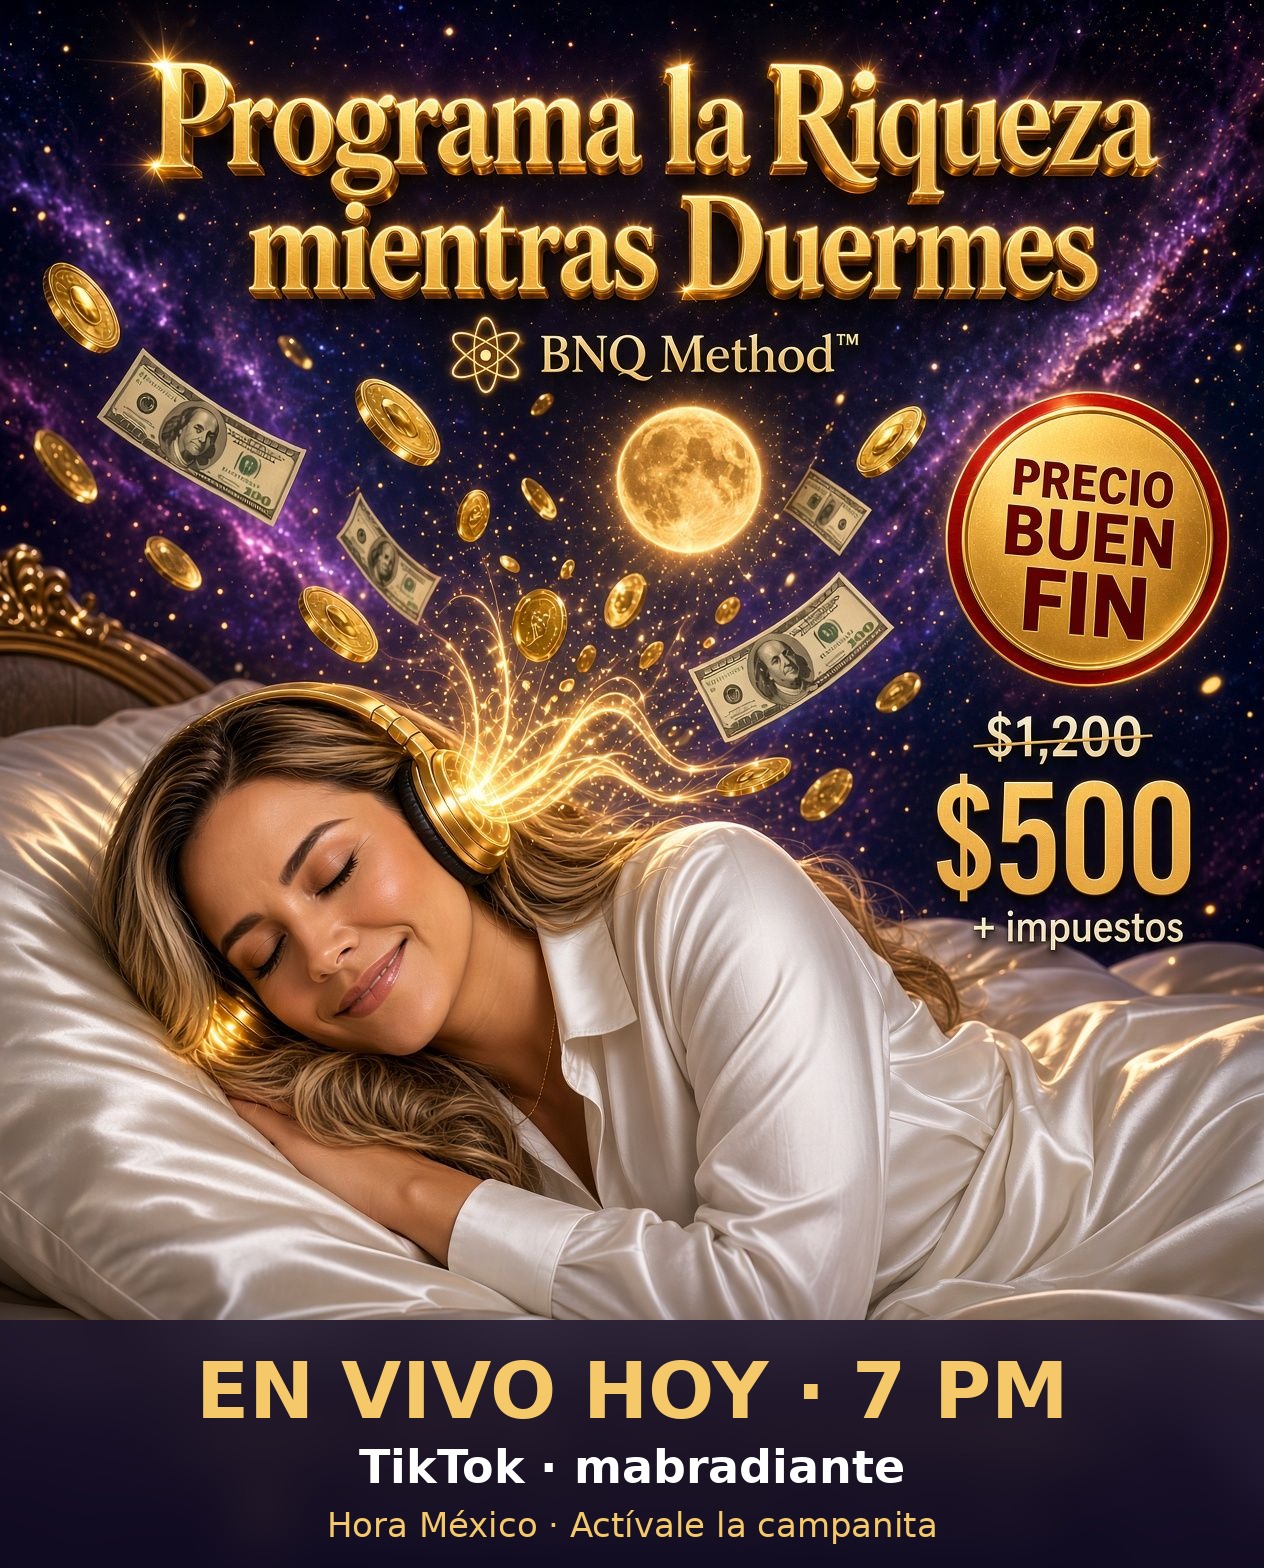 Programa la Riqueza
mientras Duermes
BNQ Method™
PRECIO
BUEN
FIN
$1,200
$500
+ impuestos
EN VIVO HOY · 7 PM
TikTok · mabradiante
Hora México · Actívale la campanita